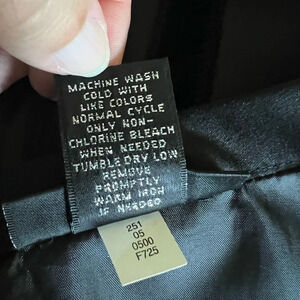 MACHINE WASH
COLD WITH
LIKE COLORS
NORMAL CYCLE
ONLY NON-
CHLORINE BLEACH
WHEN NEEDED
TUMBLE DRY LOW
REMOVE
PROMPTLY
WARM IRON
IF NEEDED
251
05
0500
F725